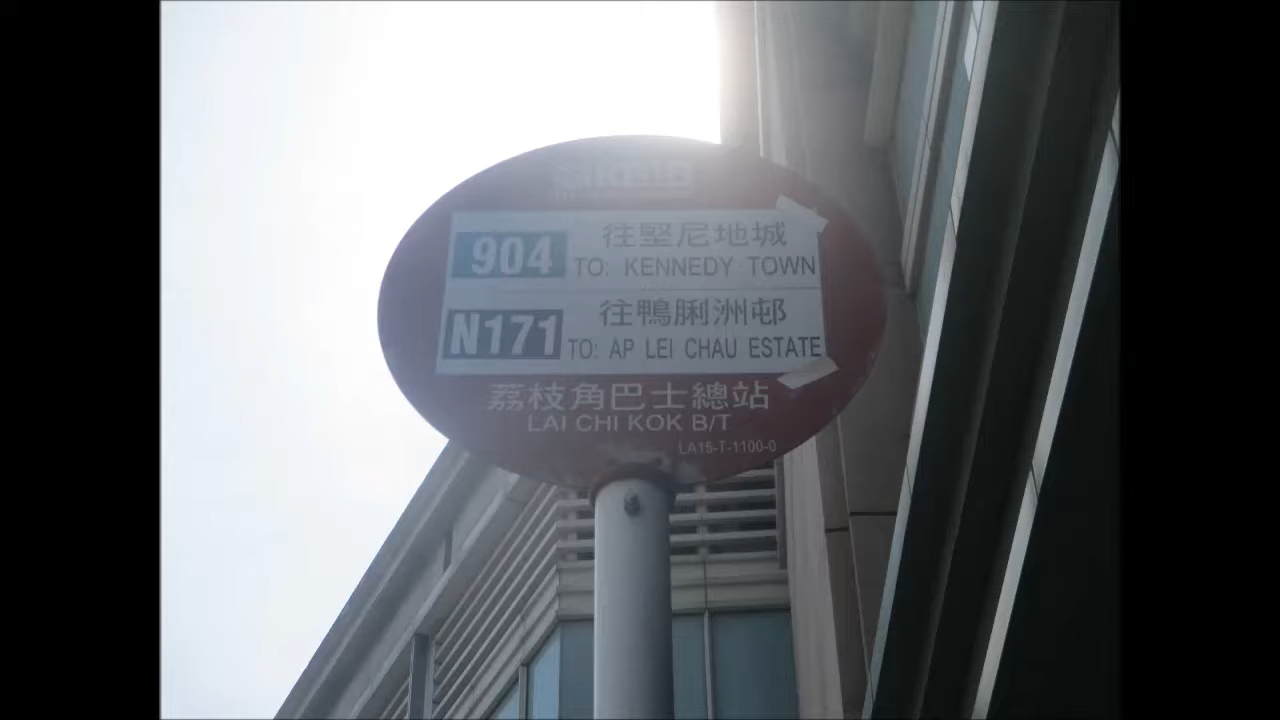 904 往堅尼地城
TO: KENNEDY TOWN
N171 往鴨脷洲邨
TO: AP LEI CHAU ESTATE
荔枝角巴士總站
LAI CHI KOK B/T
LA15-T-1100-0